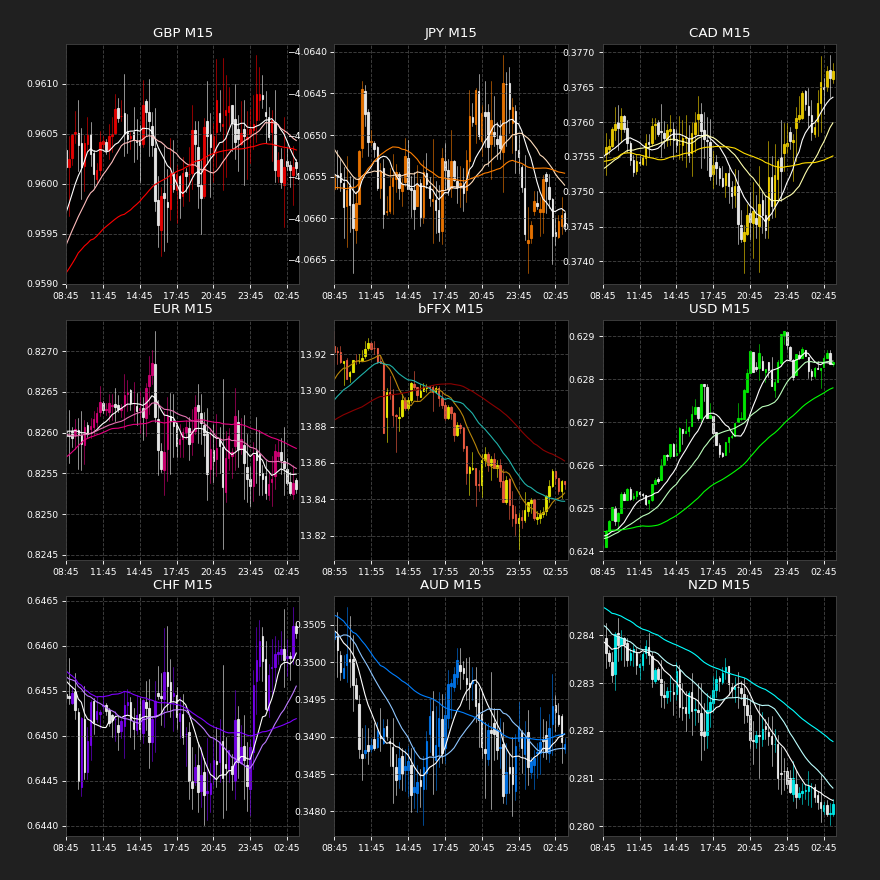 GBP M15
0.9610
0.9605
0.9600
0.9595
0.9590
08:45 11:45 14:45 17:45 20:45 23:45 02:45
JPY M15
−4.0640
−4.0645
−4.0650
−4.0655
−4.0660
−4.0665
08:45 11:45 14:45 17:45 20:45 23:45 02:45
CAD M15
0.3770
0.3765
0.3760
0.3755
0.3750
0.3745
0.3740
08:45 11:45 14:45 17:45 20:45 23:45 02:45
EUR M15
0.8270
0.8265
0.8260
0.8255
0.8250
0.8245
08:45 11:45 14:45 17:45 20:45 23:45 02:45
bFFX M15
13.92
13.90
13.88
13.86
13.84
13.82
08:55 11:55 14:55 17:55 20:55 23:55 02:55
USD M15
0.629
0.628
0.627
0.626
0.625
0.624
08:45 11:45 14:45 17:45 20:45 23:45 02:45
CHF M15
0.6465
0.6460
0.6455
0.6450
0.6445
0.6440
08:45 11:45 14:45 17:45 20:45 23:45 02:45
AUD M15
0.3505
0.3500
0.3495
0.3490
0.3485
0.3480
08:45 11:45 14:45 17:45 20:45 23:45 02:45
NZD M15
0.284
0.283
0.282
0.281
0.280
08:45 11:45 14:45 17:45 20:45 23:45 02:45